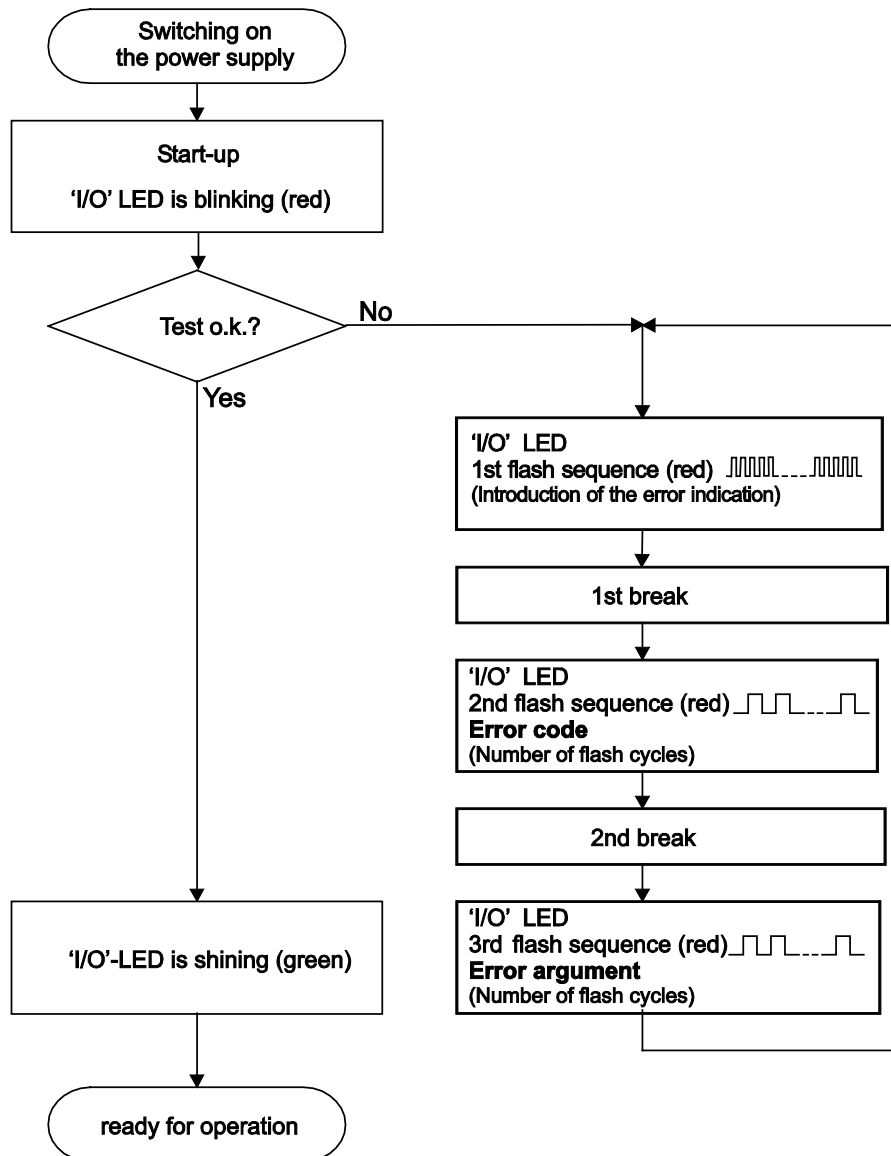 Switching on
the power supply
Start-up
‘I/O’ LED is blinking (red)
Test o.k.?
No
Yes
‘I/O’ LED
1st flash sequence (red)
(Introduction of the error indication)
1st break
‘I/O’ LED
2nd flash sequence (red)
Error code
(Number of flash cycles)
2nd break
‘I/O’ LED
3rd flash sequence (red)
Error argument
(Number of flash cycles)
‘I/O’-LED is shining (green)
ready for operation